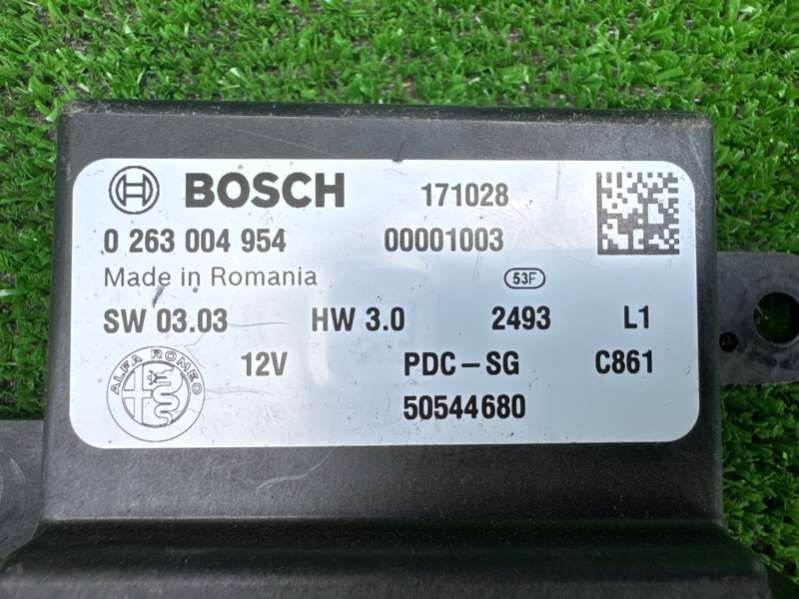 BOSCH 171028
0 263 004 954 00001003
Made in Romania 53F
SW 03.03 HW 3.0 2493 L1
ALFA ROMEO 12V PDC-SG C861
50544680